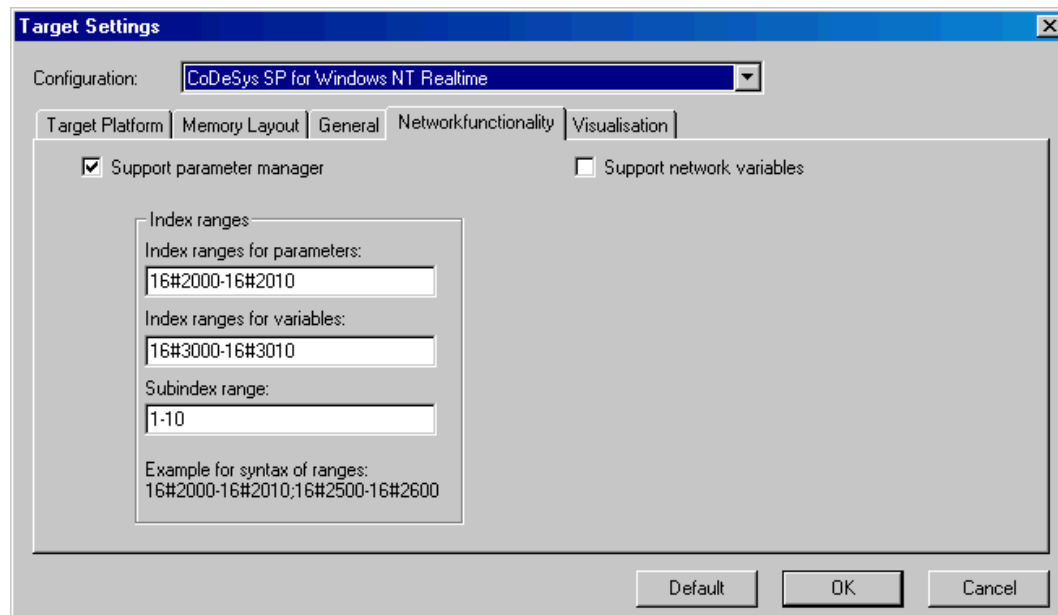 Target Settings
Configuration: CoDeSys SP for Windows NT Realtime
Target Platform Memory Layout General Networkfunctionality Visualisation
Support parameter manager Support network variables
Index ranges
Index ranges for parameters:
16#2000-16#2010
Index ranges for variables:
16#3000-16#3010
Subindex range:
1-10
Example for syntax of ranges:
16#2000-16#2010;16#2500-16#2600
Default OK Cancel